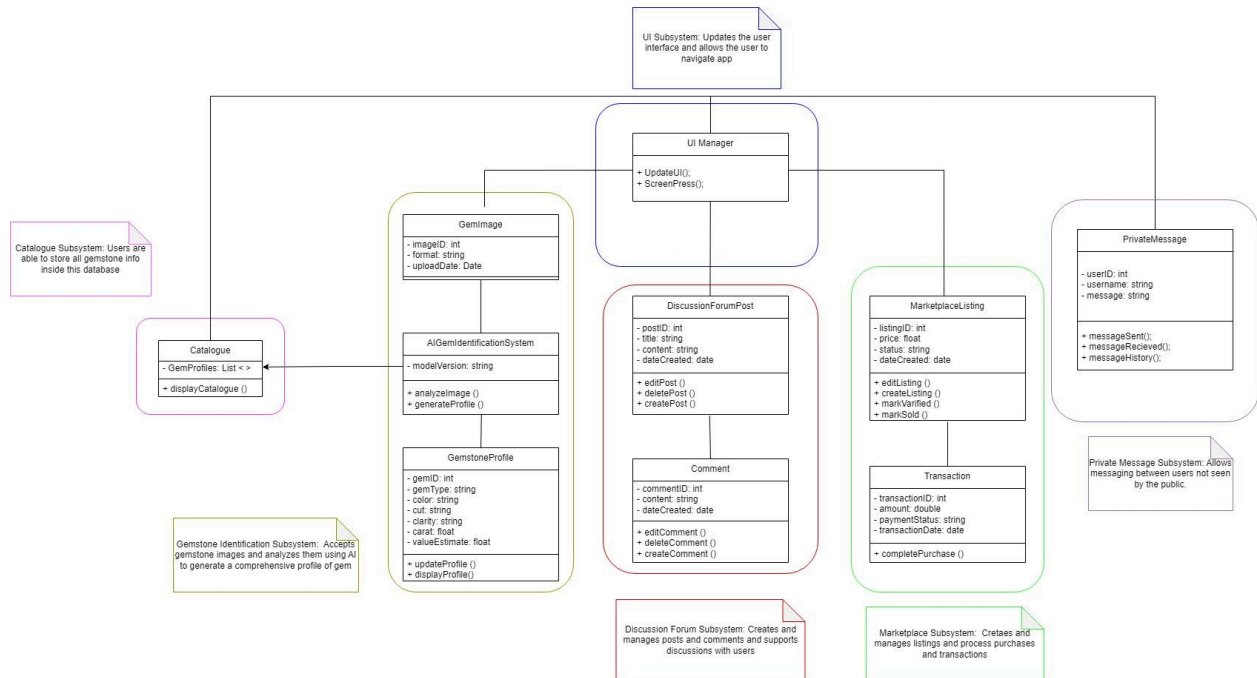 UI Subsystem: Updates the user
interface and allows the user to
navigate app
UI Manager
+ UpdateUI();
+ ScreenPress();
Catalogue Subsystem: Users are
able to store all gemstone info
inside this database
Catalogue
- GemProfiles: List < >
+ displayCatalogue ()
GemImage
- imageID: int
- format: string
- uploadDate: Date
AIGemIdentificationSystem
- modelVersion: string
+ analyzeImage ()
+ generateProfile ()
GemstoneProfile
- gemID: int
- gemType: string
- color: string
- cut: string
- clarity: string
- carat: float
- valueEstimate: float
+ updateProfile ()
+ displayProfile()
Gemstone Identification Subsystem: Accepts
gemstone images and analyzes them using AI
to generate a comprehensive profile of gem
DiscussionForumPost
- postID: int
- title: string
- content: string
- dateCreated: date
+ editPost ()
+ deletePost ()
+ createPost ()
Comment
- commentID: int
- content: string
- dateCreated: date
+ editComment ()
+ deleteComment ()
+ createComment ()
Discussion Forum Subsystem: Creates and
manages posts and comments and supports
discussions with users
MarketplaceListing
- listingID: int
- price: float
- status: string
- dateCreated: date
+ editListing ()
+ createListing ()
+ markVarified ()
+ markSold ()
Transaction
- transactionID: int
- amount: double
- paymentStatus: string
- transactionDate: date
+ completePurchase ()
Marketplace Subsystem: Cretaes and
manages listings and process purchases
and transactions
PrivateMessage
- userID: int
- username: string
- message: string
+ messageSent();
+ messageRecieved();
+ messageHistory();
Private Message Subsystem: Allows
messaging between users not seen
by the public.